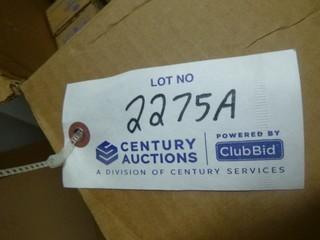 LOT NO
2275A
CENTURY AUCTIONS
POWERED BY
ClubBid
A DIVISION OF CENTURY SERVICES